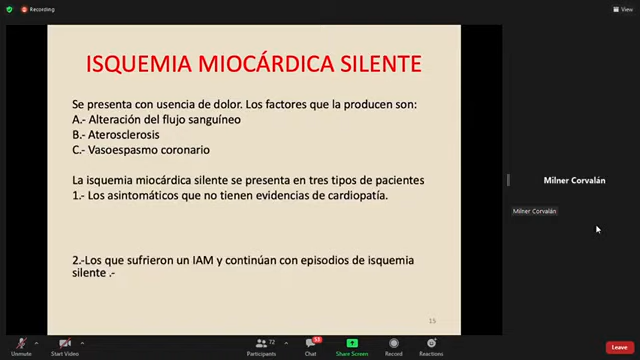 Recording
View
ISQUEMIA MIOCÁRDICA SILENTE
Se presenta con usencia de dolor. Los factores que la producen son:
A.- Alteración del flujo sanguíneo
B.- Aterosclerosis
C.- Vasoespasmo coronario
La isquemia miocárdica silente se presenta en tres tipos de pacientes
1.- Los asintomáticos que no tienen evidencias de cardiopatía.
2.-Los que sufrieron un IAM y continúan con episodios de isquemia
silente .-
15
Milner Corvalán
Milner Corvalán
Unmute
Start Video
Participants
72
Chat
53
Share Screen
Record
Reactions
Leave